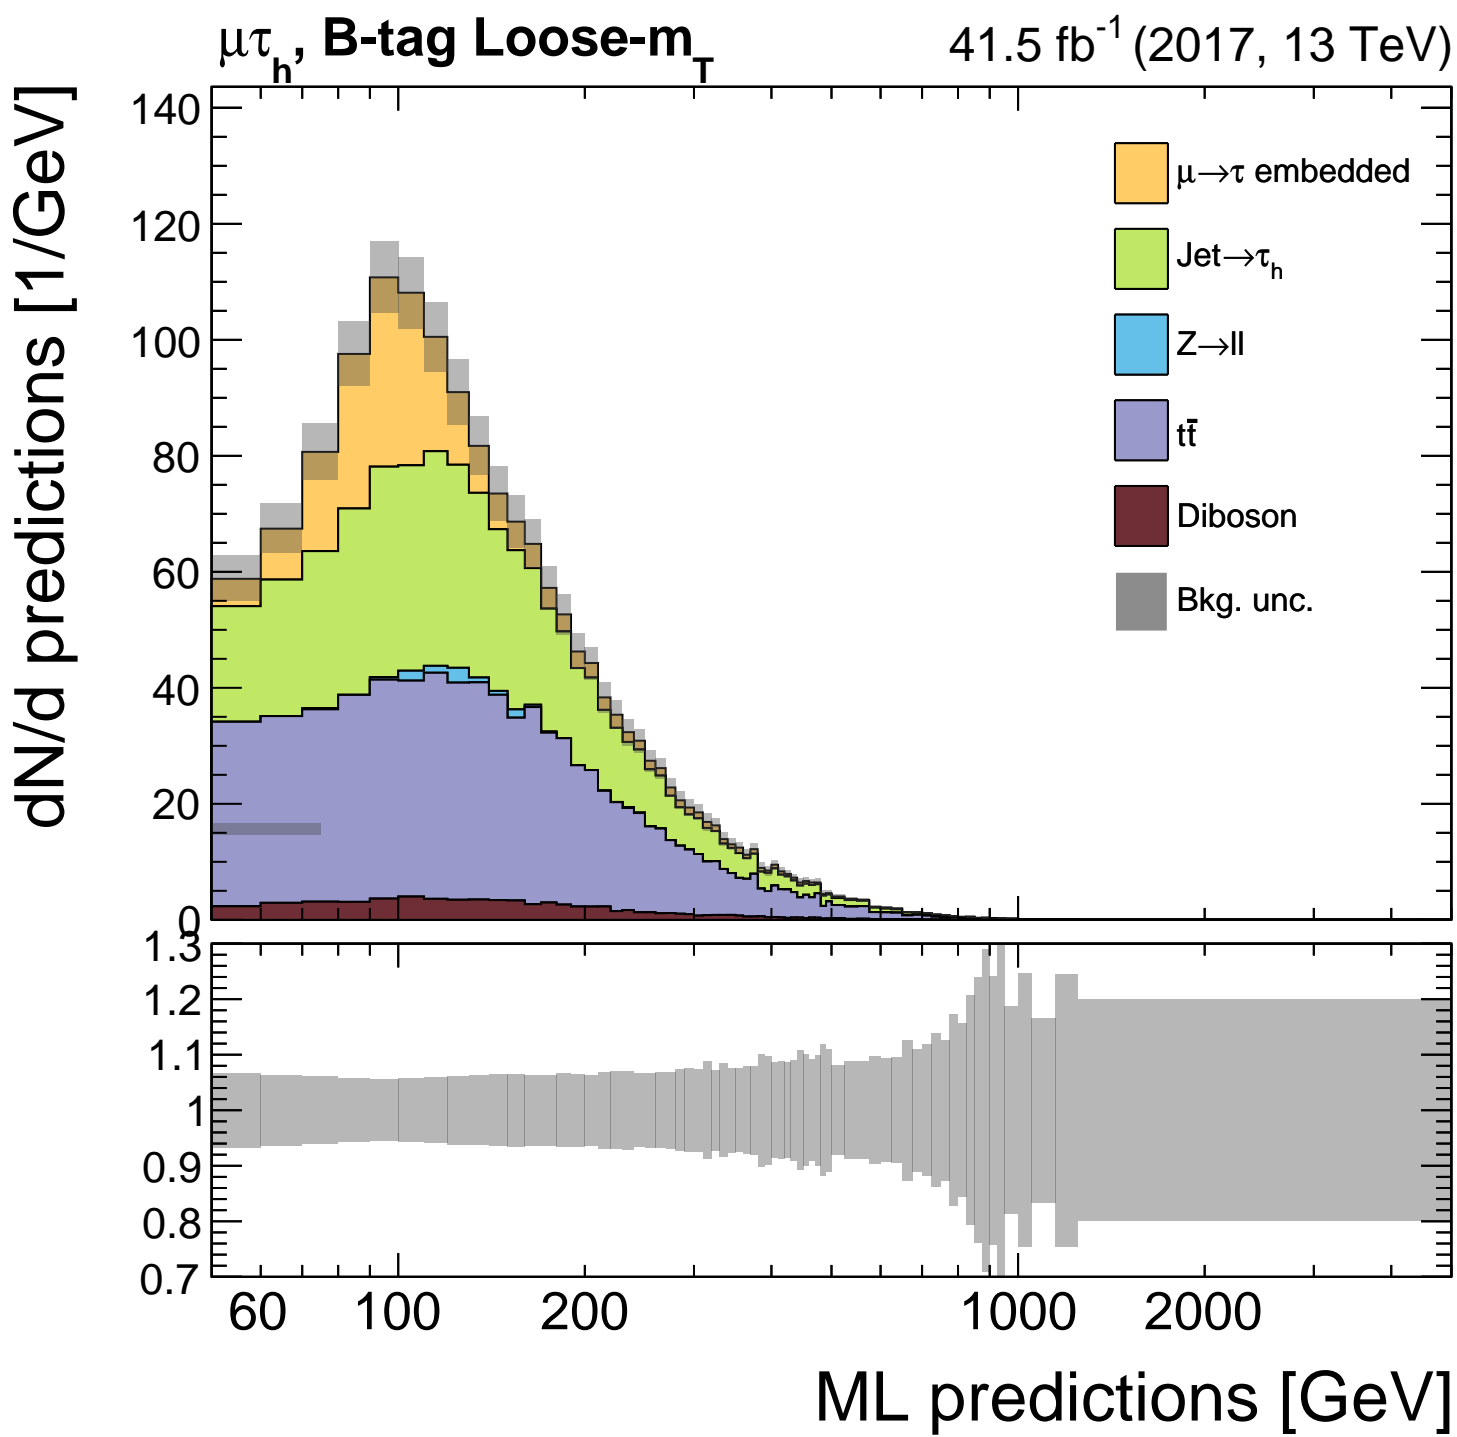 μτh, B-tag Loose-mT
41.5 fb-1 (2017, 13 TeV)
dN/d predictions [1/GeV]
140
120
100
80
60
40
20
0
μ→τ embedded
Jet→τh
Z→ll
tt̄
Diboson
Bkg. unc.
1.3
1.2
1.1
1
0.9
0.8
0.7
60 100 200 1000 2000
ML predictions [GeV]